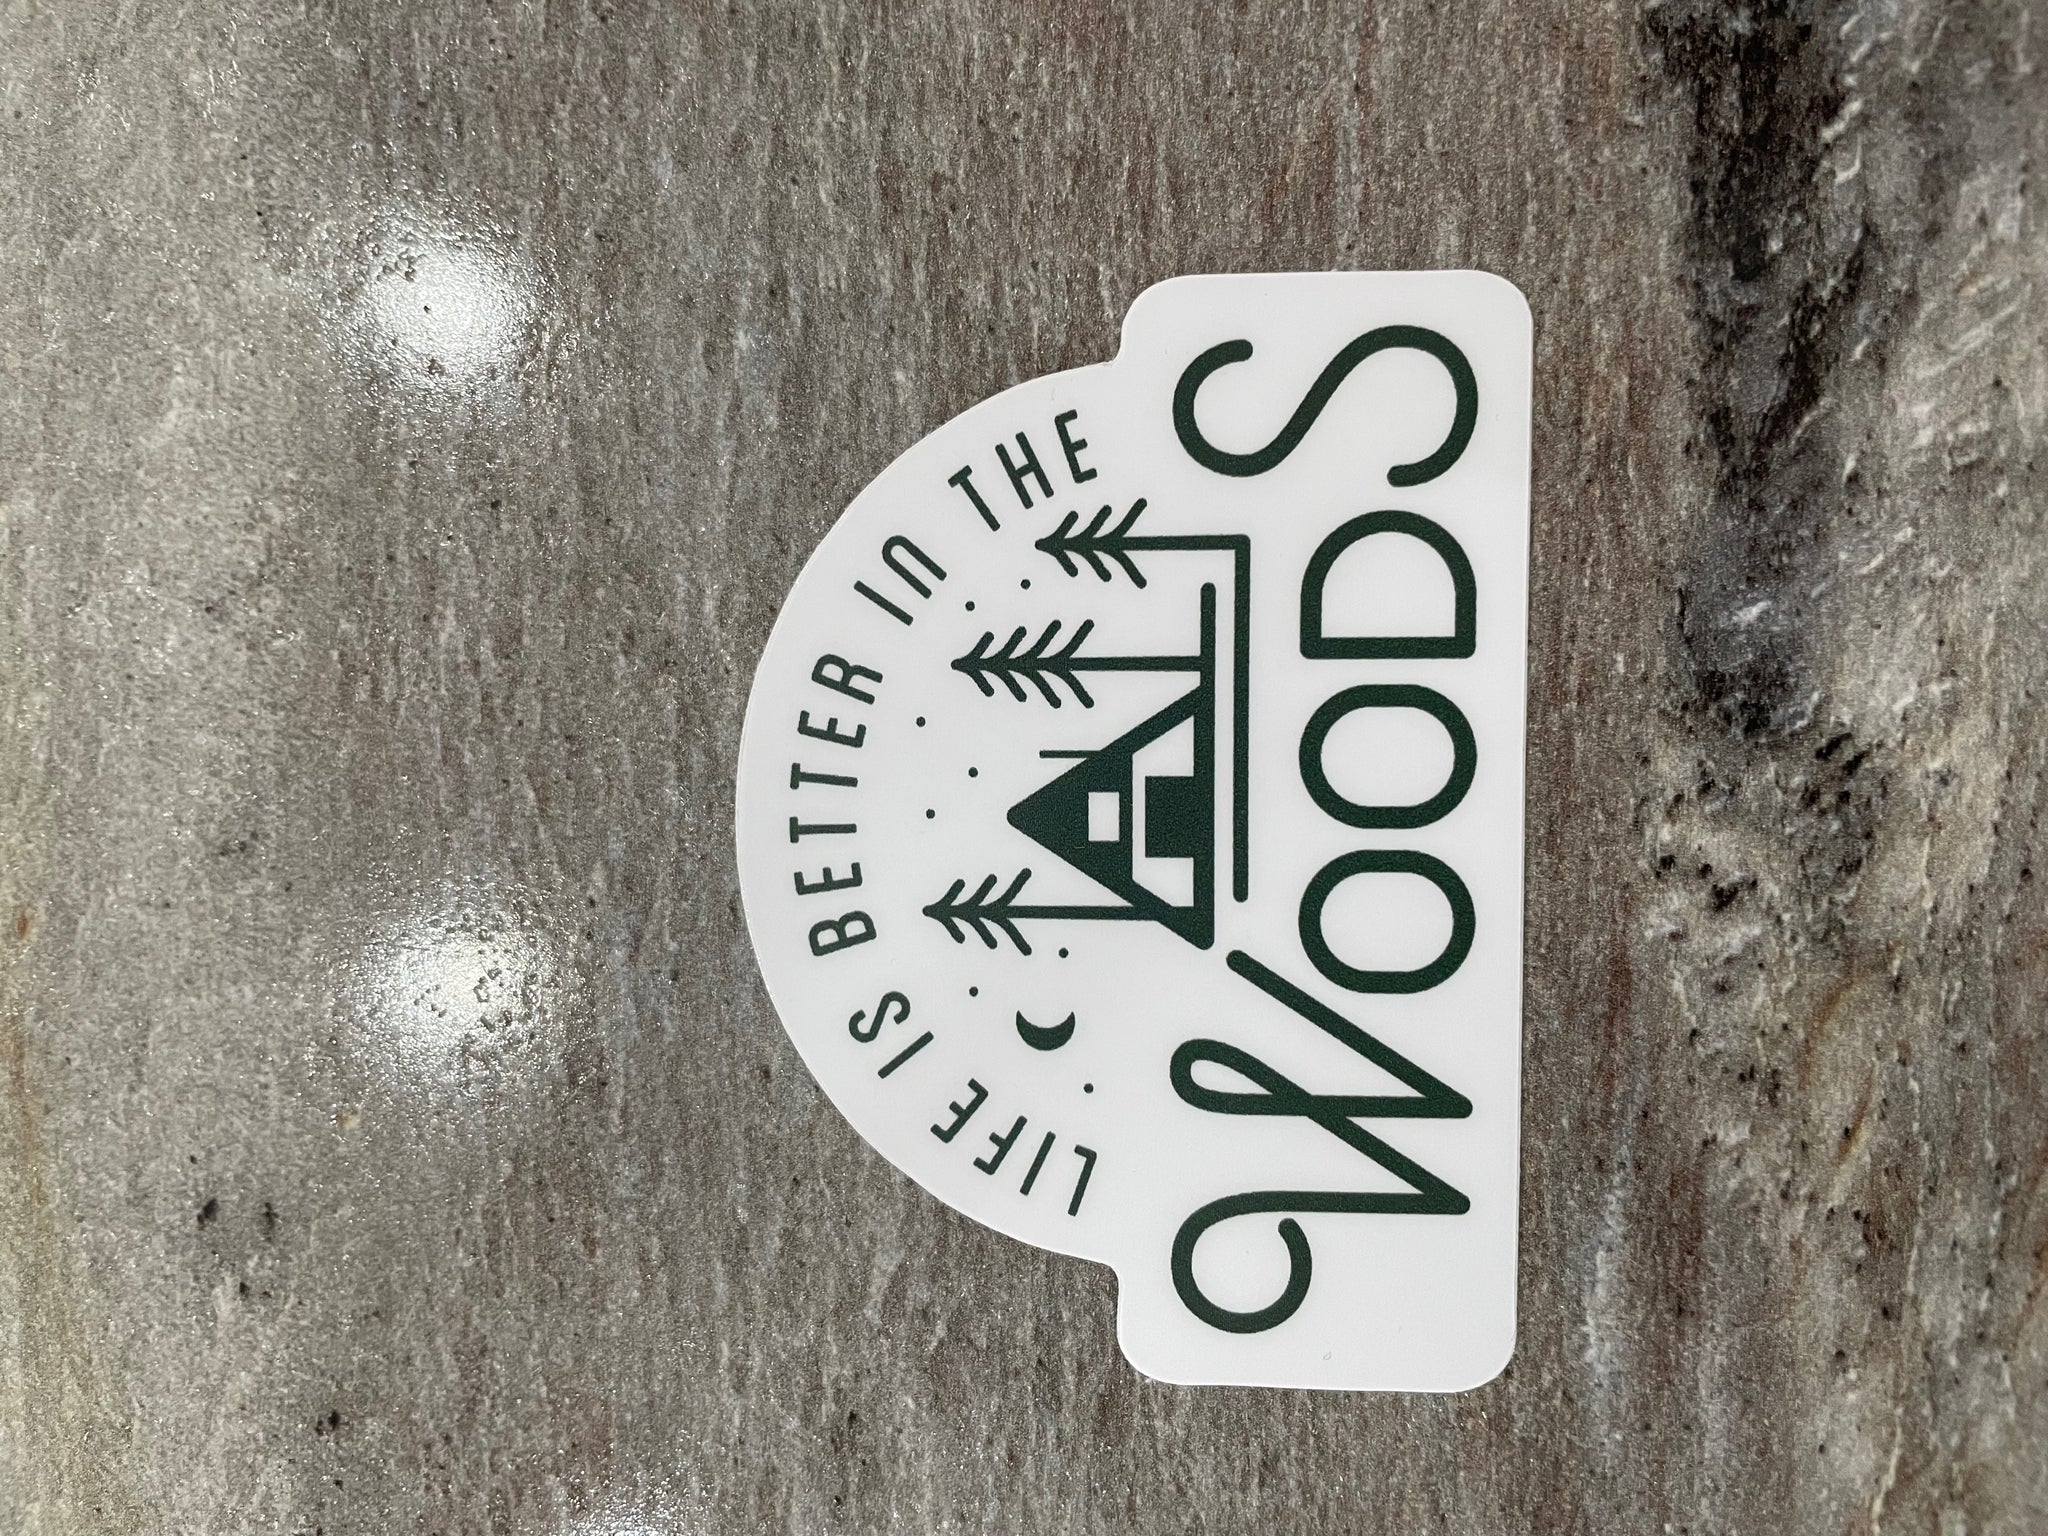 LIFE IS BETTER IN THE
WOODS